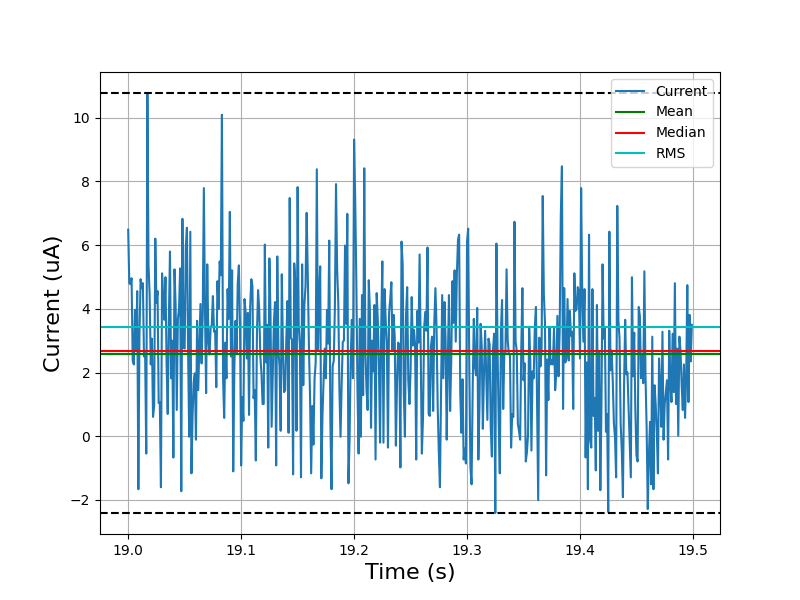 Current
Mean
Median
RMS
10
8
6
4
2
0
−2
Current (uA)
19.0 19.1 19.2 19.3 19.4 19.5
Time (s)